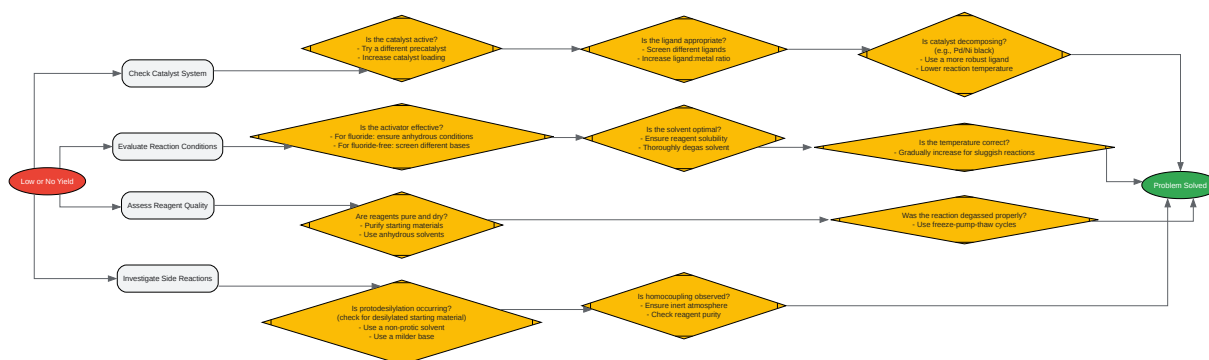 Low or No Yield
Check Catalyst System
Is the catalyst active?
- Try a different precatalyst
- Increase catalyst loading
Is the ligand appropriate?
- Screen different ligands
- Increase ligand:metal ratio
Is catalyst decomposing?
(e.g., Pd/Ni black)
- Use a more robust ligand
- Lower reaction temperature
Evaluate Reaction Conditions
Is the activator effective?
- For fluoride: ensure anhydrous conditions
- For fluoride-free: screen different bases
Is the solvent optimal?
- Ensure reagent solubility
- Thoroughly degas solvent
Is the temperature correct?
- Gradually increase for sluggish reactions
Assess Reagent Quality
Are reagents pure and dry?
- Purify starting materials
- Use anhydrous solvents
Was the reaction degassed properly?
- Use freeze-pump-thaw cycles
Investigate Side Reactions
Is protodesilylation occurring?
(check for desilylated starting material)
- Use a non-protic solvent
- Use a milder base
Is homocoupling observed?
- Ensure inert atmosphere
- Check reagent purity
Problem Solved